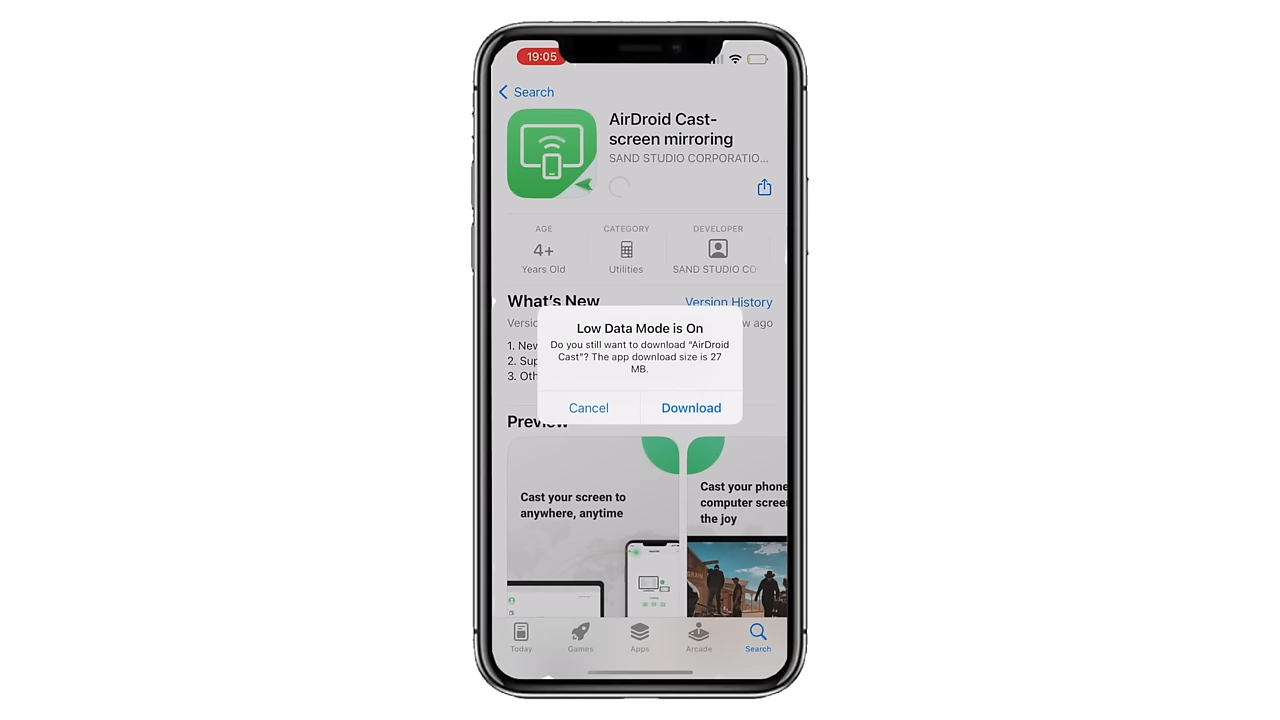 19:05
Search
AirDroid Cast-
screen mirroring
SAND STUDIO CORPORATIO...
AGE
CATEGORY
DEVELOPER
4+
Years Old
Utilities
SAND STUDIO CO
What's New
Version History
Versio
w ago
1. New
2. Sup
3. Oth
Low Data Mode is On
Do you still want to download “AirDroid
Cast”? The app download size is 27
MB.
Cancel
Download
Preview
Cast your screen to
anywhere, anytime
Cast your phone
computer screen
the joy
Today
Games
Apps
Arcade
Search